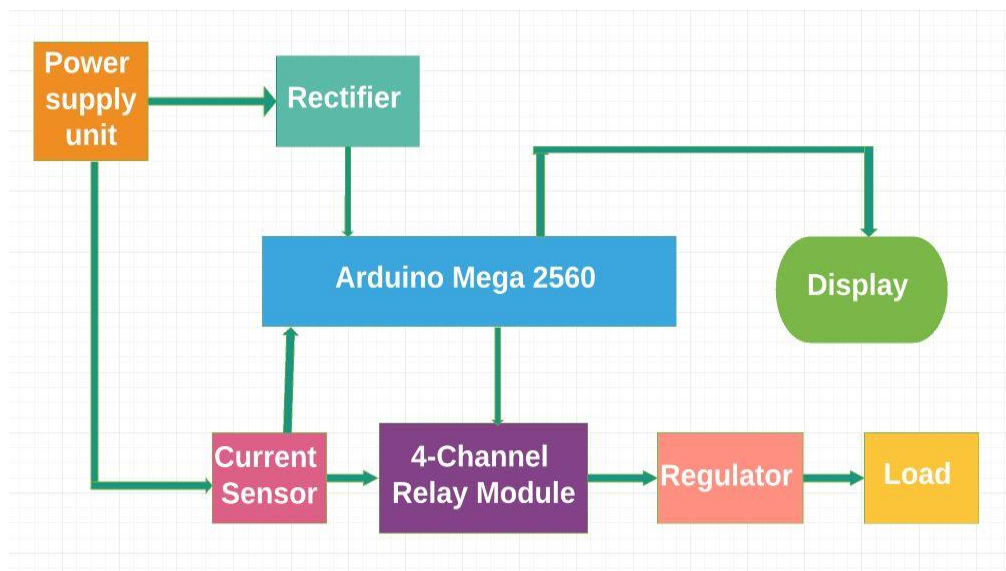 Power
supply
unit
Rectifier
Arduino Mega 2560
Display
Current
Sensor
4-Channel
Relay Module
Regulator
Load